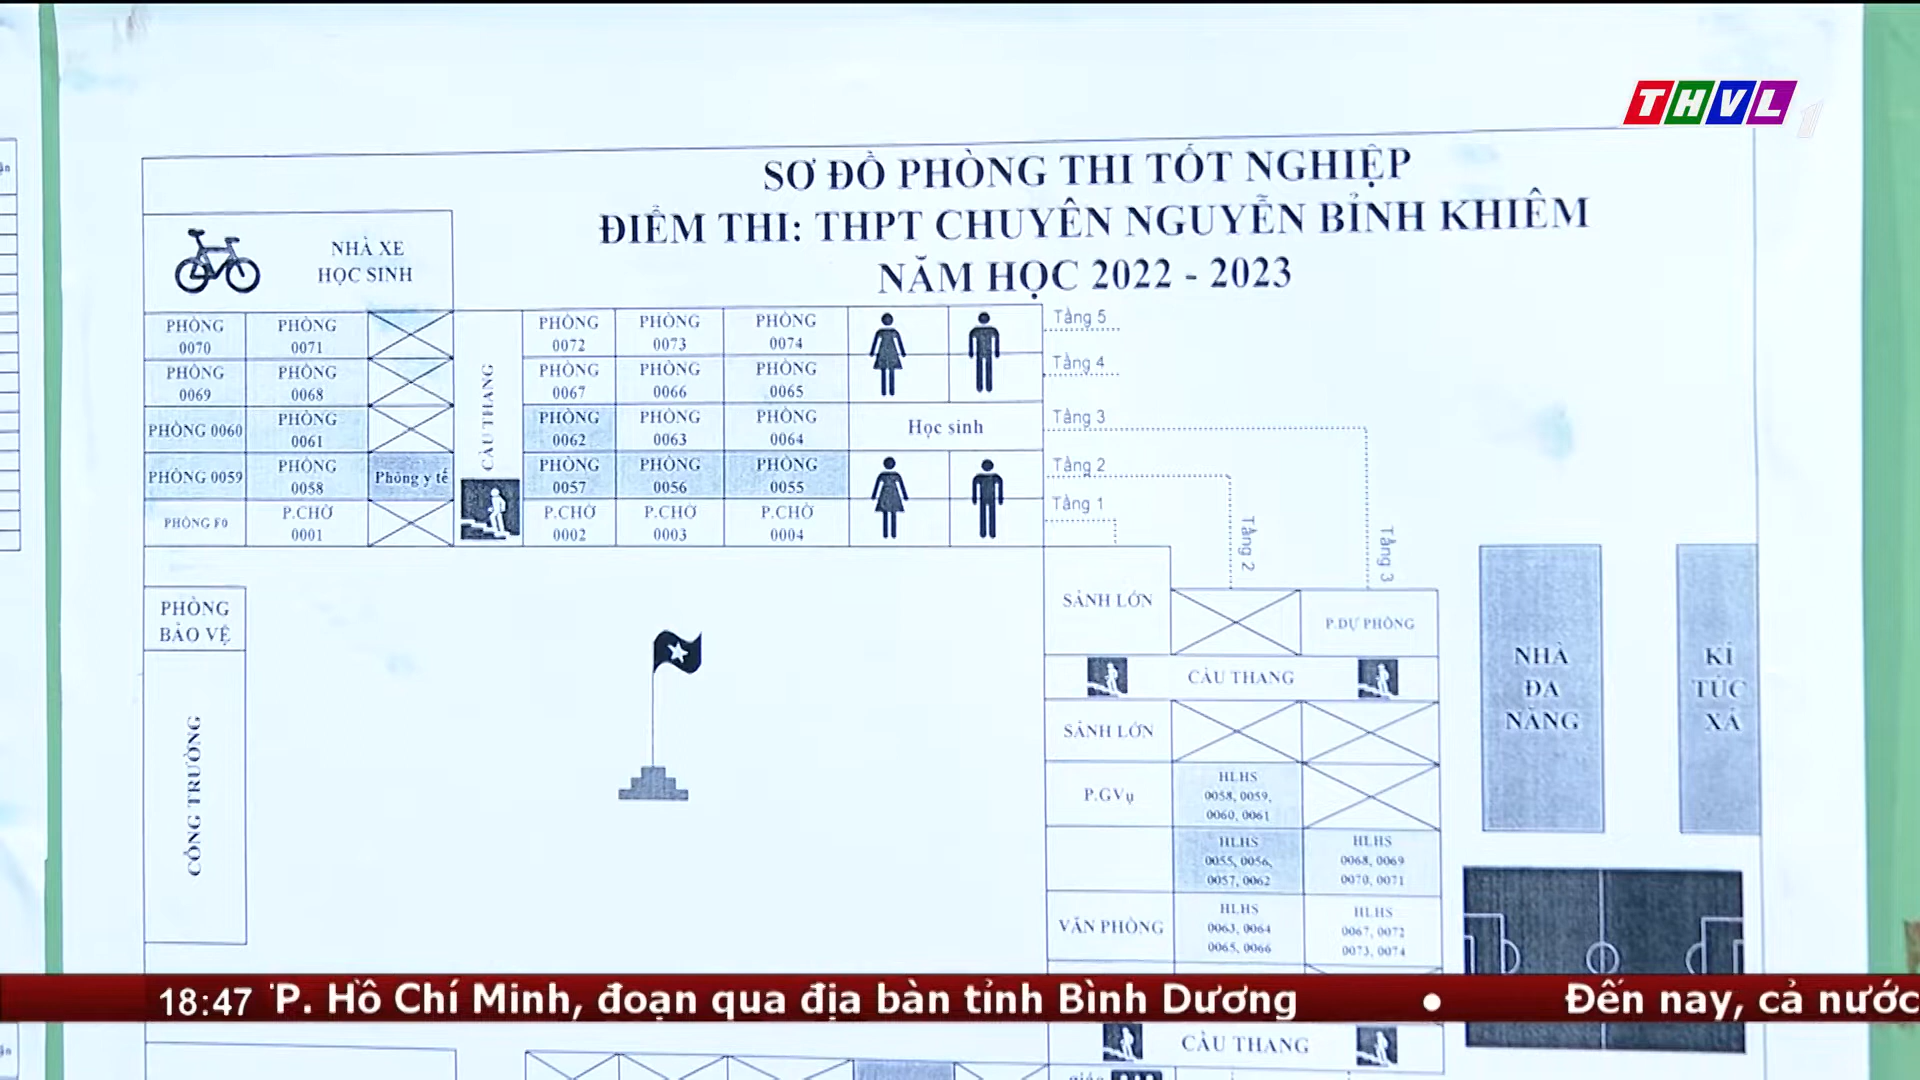 THVL 1
SƠ ĐỒ PHÒNG THI TỐT NGHIỆP
ĐIỂM THI: THPT CHUYÊN NGUYỄN BỈNH KHIÊM
NĂM HỌC 2022 - 2023
NHÀ XE
HỌC SINH
PHÒNG 0070
PHÒNG 0071
PHÒNG 0072
PHÒNG 0073
PHÒNG 0074
Tầng 5
PHÒNG 0069
PHÒNG 0068
PHÒNG 0067
PHÒNG 0066
PHÒNG 0065
Tầng 4
PHÒNG 0060
PHÒNG 0061
CẦU THANG
PHÒNG 0062
PHÒNG 0063
PHÒNG 0064
Học sinh
Tầng 3
PHÒNG 0059
PHÒNG 0058
Phòng y tế
PHÒNG 0057
PHÒNG 0056
PHÒNG 0055
Tầng 2
PHÒNG F0
P.CHỜ 0001
P.CHỜ 0002
P.CHỜ 0003
P.CHỜ 0004
Tầng 1
Tầng 2
Tầng 3
PHÒNG
BẢO VỆ
CỔNG TRƯỜNG
SẢNH LỚN
P.DỰ PHÒNG
CẦU THANG
SẢNH LỚN
P.GVụ
HLHS
0058, 0059,
0060, 0061
HLHS
0055, 0056,
0057, 0062
HLHS
0068, 0069
0070, 0071
VĂN PHÒNG
HLHS
0063, 0064
0065, 0066
HLHS
0067, 0072
0073, 0074
NHÀ
ĐA
NĂNG
KÍ
TÚC
XÁ
18:47 TP. Hồ Chí Minh, đoạn qua địa bàn tỉnh Bình Dương • Đến nay, cả nước
CẦU THANG